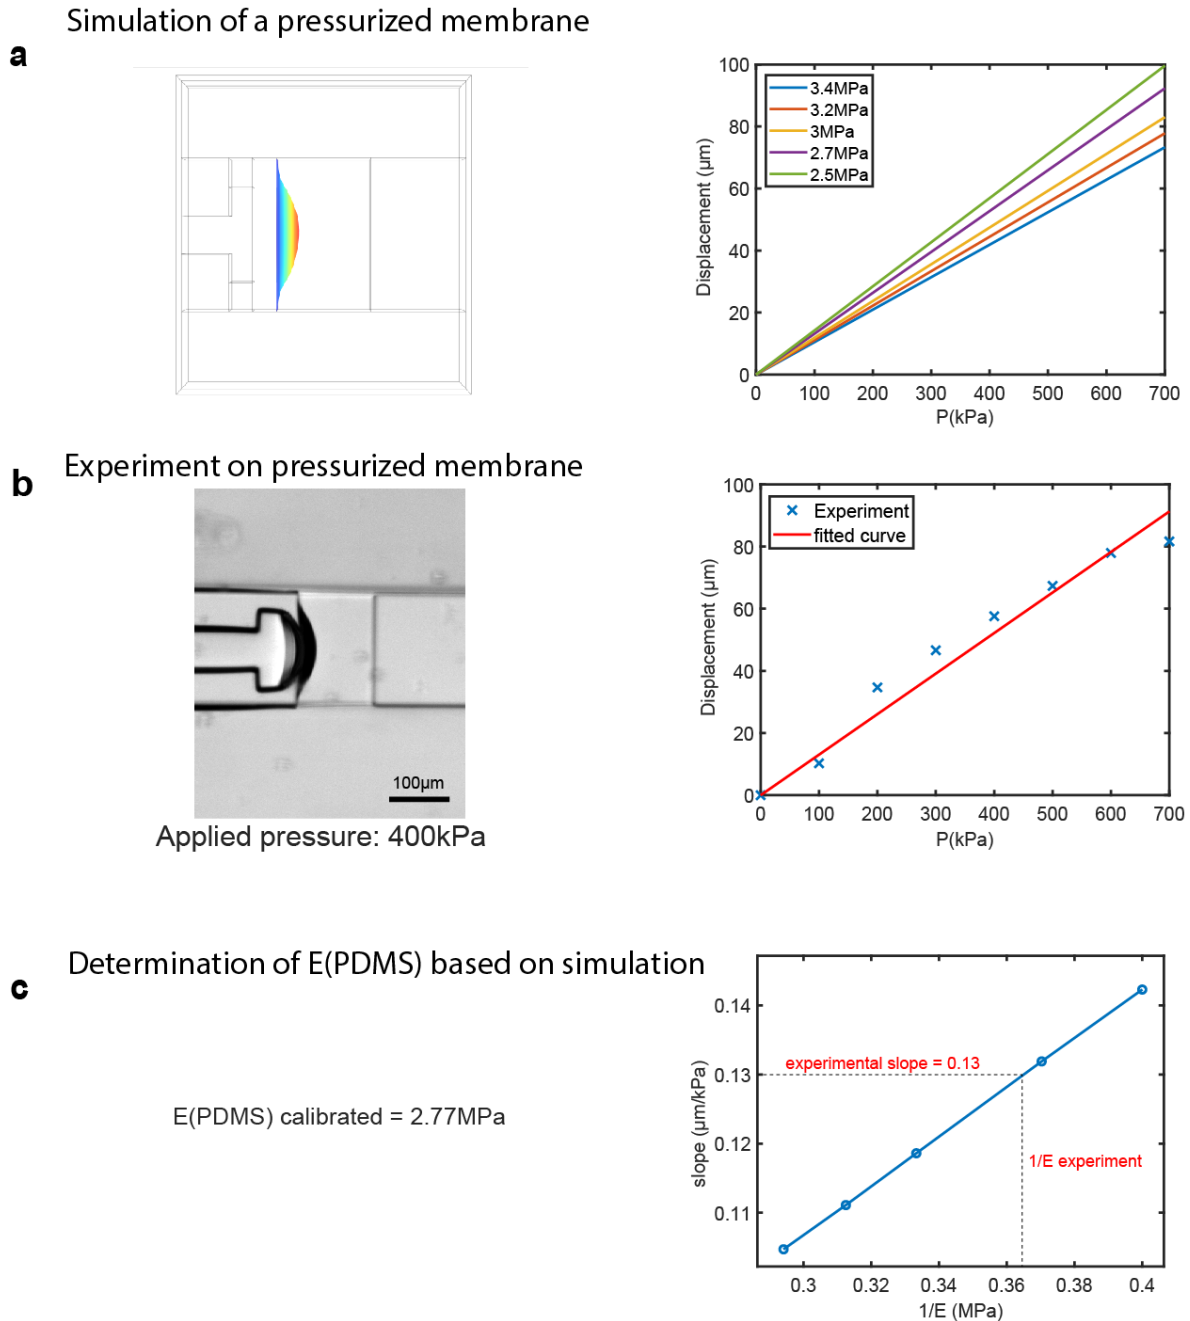 Simulation of a pressurized membrane
a
100
80
60
40
20
0
Displacement (µm)
3.4MPa
3.2MPa
3MPa
2.7MPa
2.5MPa
0 100 200 300 400 500 600 700
P(kPa)
Experiment on pressurized membrane
b
100µm
Applied pressure: 400kPa
100
80
60
40
20
0
Displacement (µm)
Experiment
fitted curve
0 100 200 300 400 500 600 700
P(kPa)
Determination of E(PDMS) based on simulation
c
E(PDMS) calibrated = 2.77MPa
0.14
0.13
0.12
0.11
slope (µm/kPa)
experimental slope = 0.13
1/E experiment
0.3 0.32 0.34 0.36 0.38 0.4
1/E (MPa)